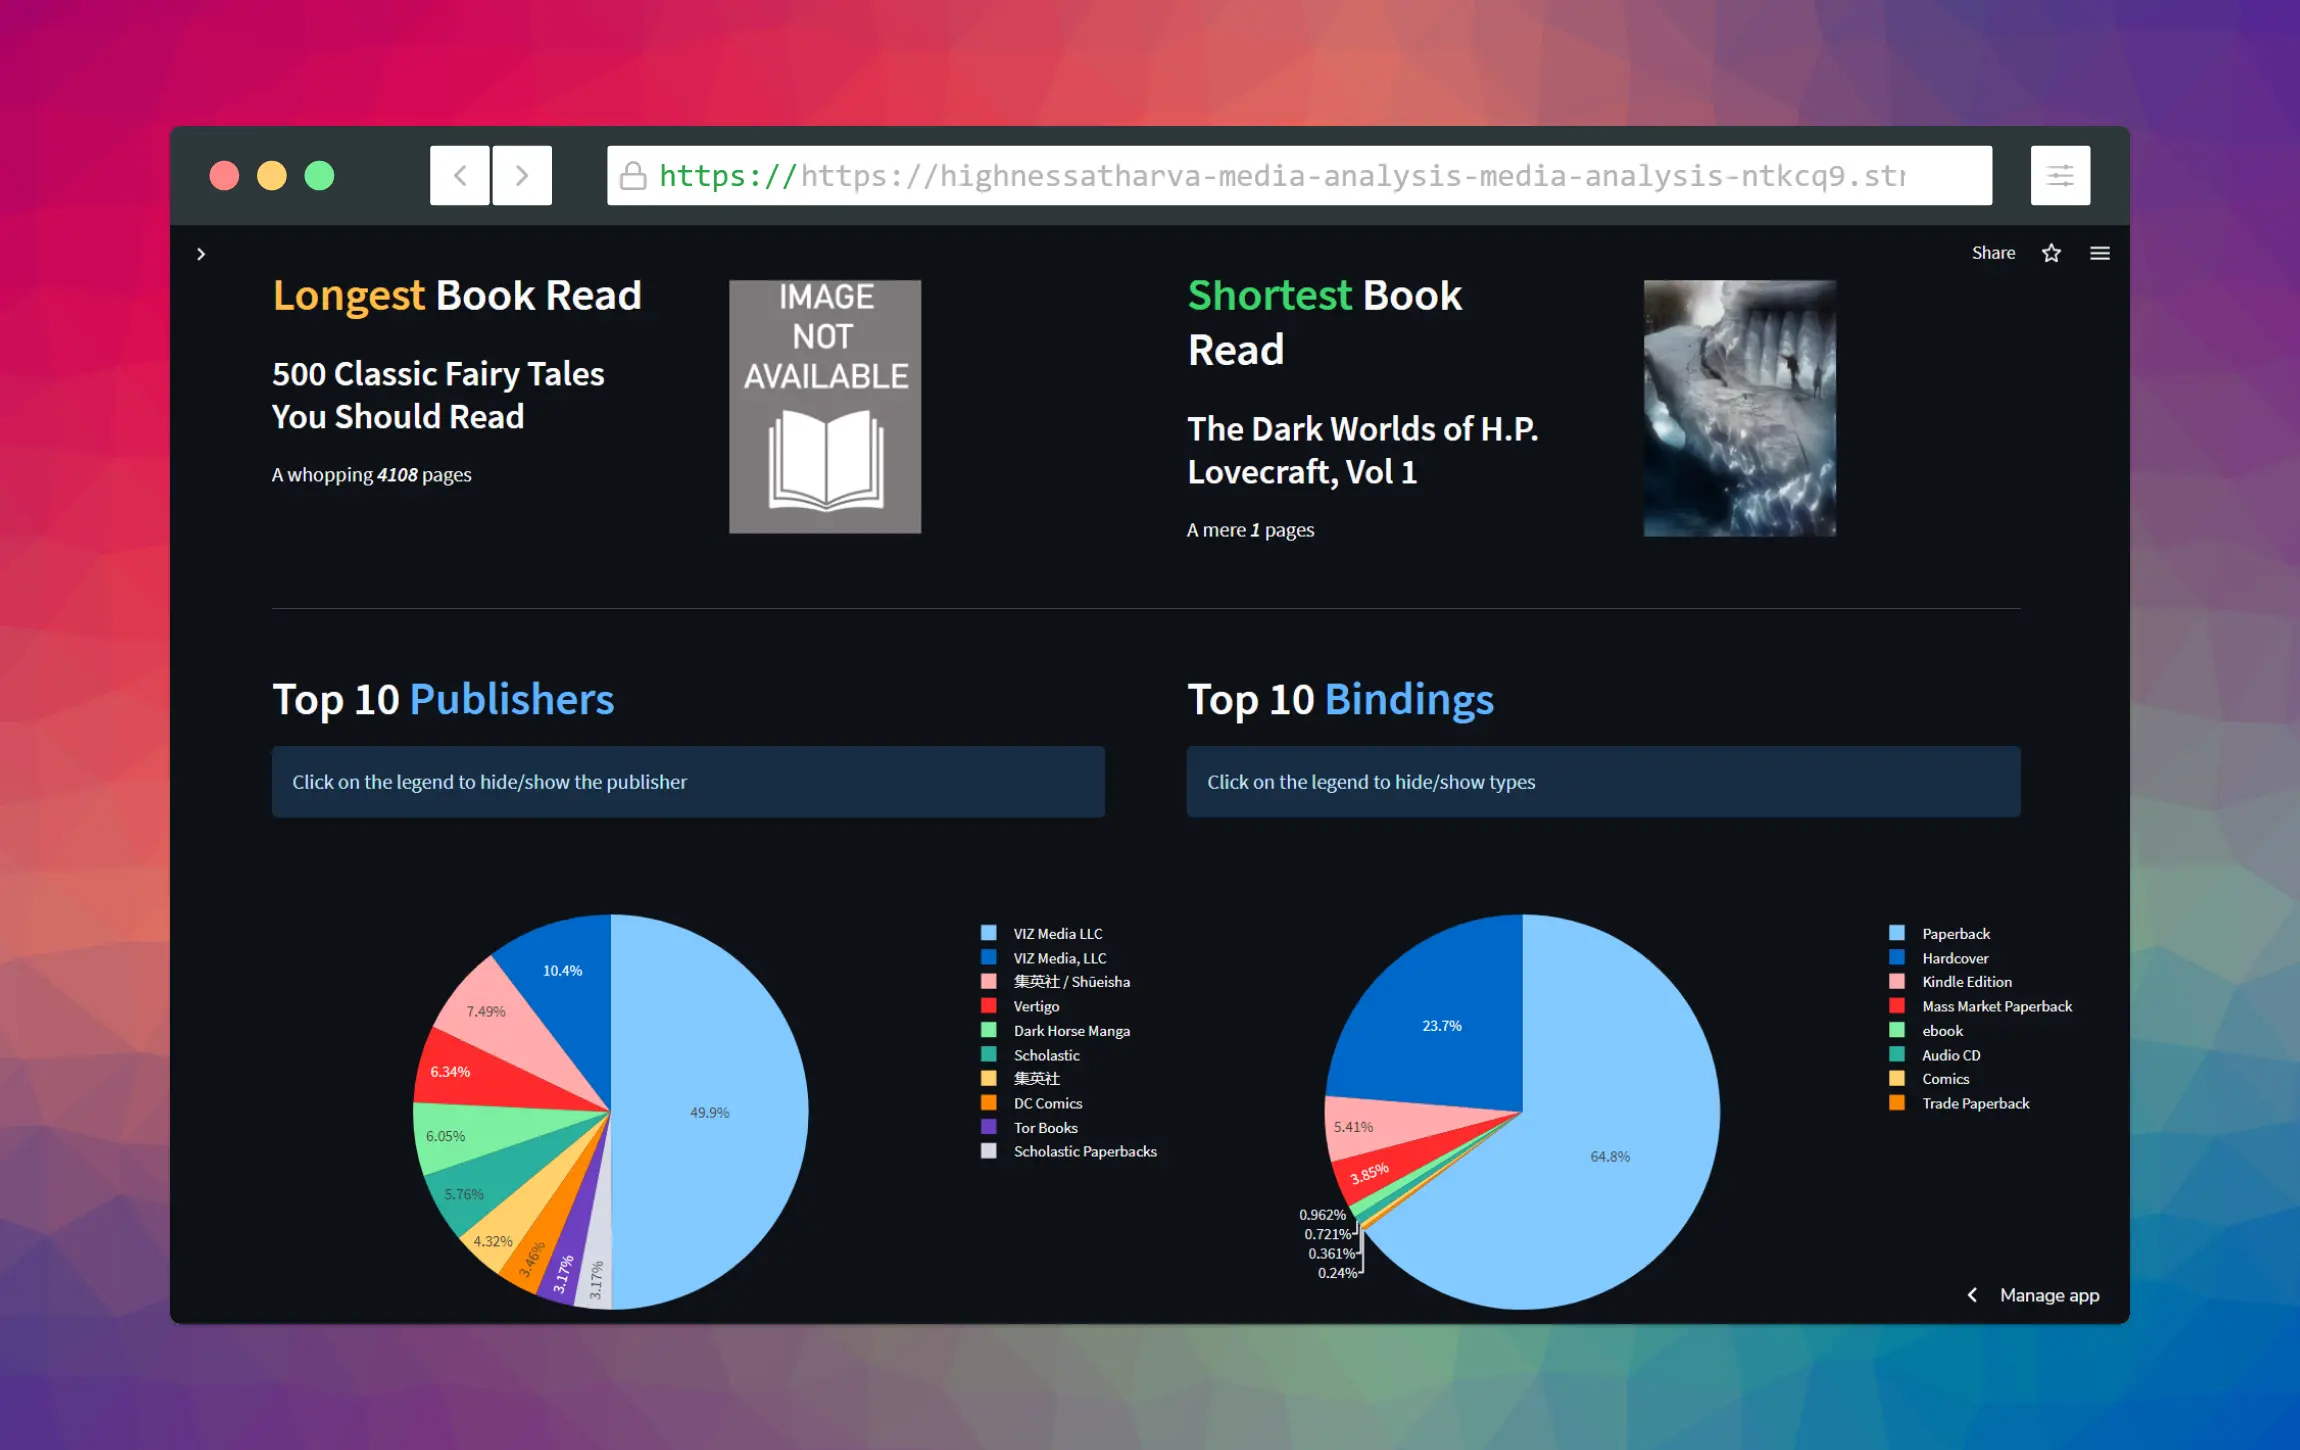 https://https://highnessatharva-media-analysis-media-analysis-ntkcq9.str
Share
Longest Book Read
500 Classic Fairy Tales
You Should Read
A whopping 4108 pages
IMAGE
NOT
AVAILABLE
Shortest Book
Read
The Dark Worlds of H.P.
Lovecraft, Vol 1
A mere 1 pages
Top 10 Publishers
Click on the legend to hide/show the publisher
49.9%
10.4%
7.49%
6.34%
6.05%
5.76%
4.32%
3.46%
3.17%
3.17%
VIZ Media LLC
VIZ Media, LLC
集英社 / Shūeisha
Vertigo
Dark Horse Manga
Scholastic
集英社
DC Comics
Tor Books
Scholastic Paperbacks
Top 10 Bindings
Click on the legend to hide/show types
64.8%
23.7%
5.41%
3.85%
0.962%
0.721%
0.361%
0.24%
Paperback
Hardcover
Kindle Edition
Mass Market Paperback
ebook
Audio CD
Comics
Trade Paperback
Manage app